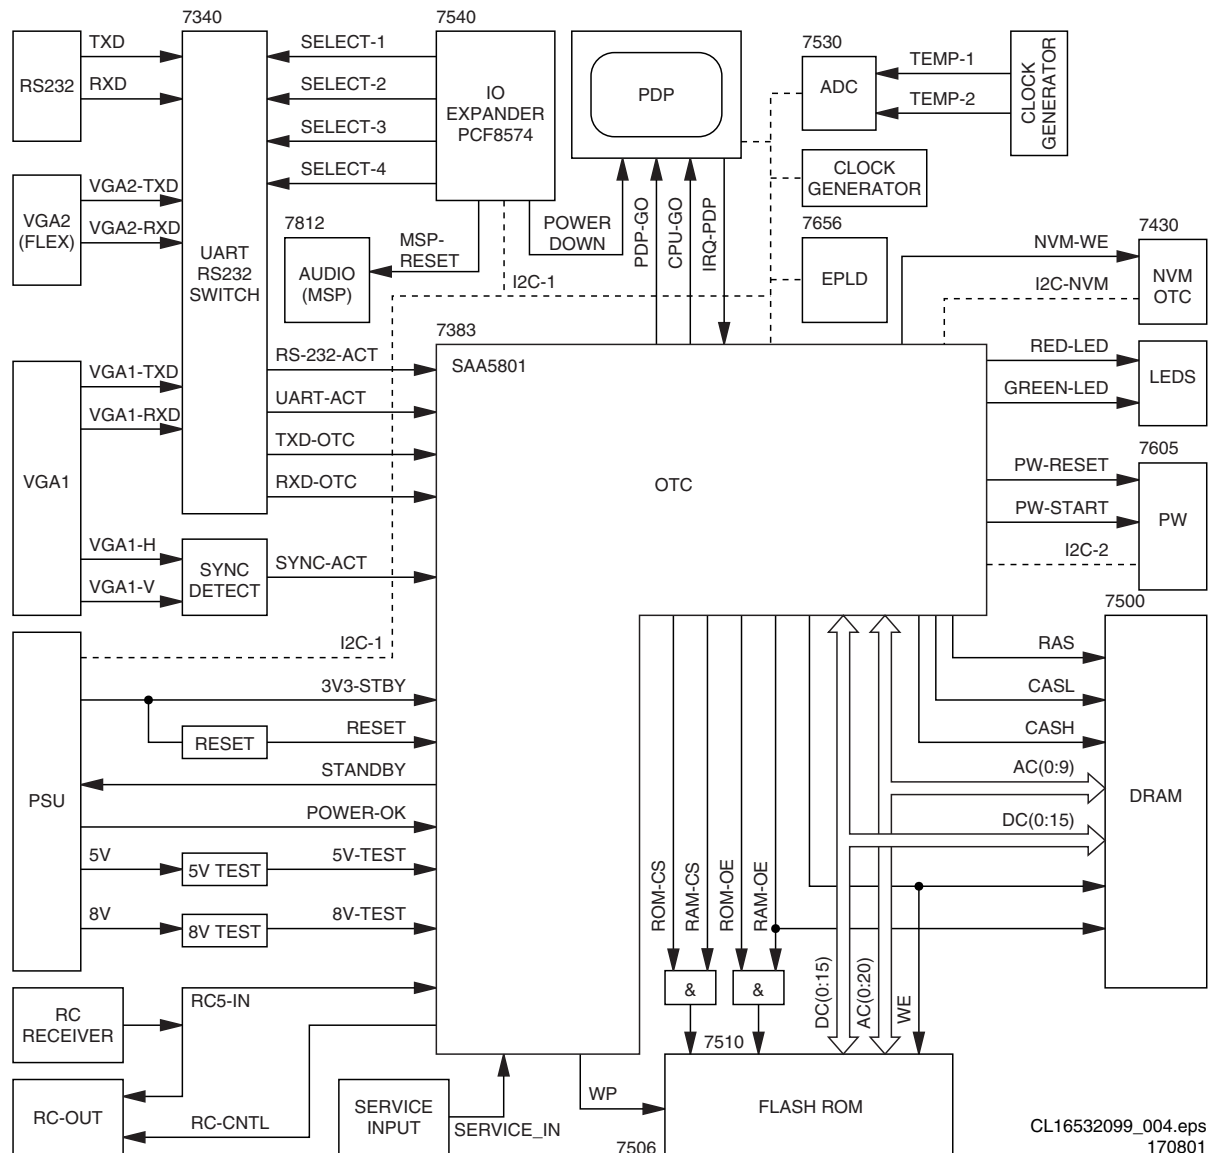 7340
7540
7530
TXD
RXD
RS232
SELECT-1
SELECT-2
SELECT-3
SELECT-4
IO
EXPANDER
PCF8574
PDP
ADC
TEMP-1
TEMP-2
CLOCK
GENERATOR
CLOCK
GENERATOR
VGA2-TXD
VGA2-RXD
VGA2
(FLEX)
UART
RS232
SWITCH
7812
AUDIO
(MSP)
MSP-
RESET
POWER
DOWN
PDP-GO
CPU-GO
IRQ-PDP
I2C-1
7656
EPLD
7430
NVM-WE
I2C-NVM
NVM
OTC
7383
SAA5801
OTC
RS-232-ACT
UART-ACT
TXD-OTC
RXD-OTC
VGA1-TXD
VGA1-RXD
VGA1
VGA1-H
VGA1-V
SYNC
DETECT
SYNC-ACT
RED-LED
GREEN-LED
LEDS
7605
PW-RESET
PW-START
PW
I2C-2
7500
RAS
CASL
CASH
AC(0:9)
DC(0:15)
DRAM
I2C-1
3V3-STBY
RESET
RESET
STANDBY
PSU
POWER-OK
5V
5V TEST
5V-TEST
8V
8V TEST
8V-TEST
ROM-CS
RAM-CS
ROM-OE
RAM-OE
&
&
DC(0:15)
AC(0:20)
WE
RC
RECEIVER
RC5-IN
RC-OUT
RC-CNTL
SERVICE
INPUT
SERVICE_IN
WP
7510
FLASH ROM
7506
CL16532099_004.eps
170801